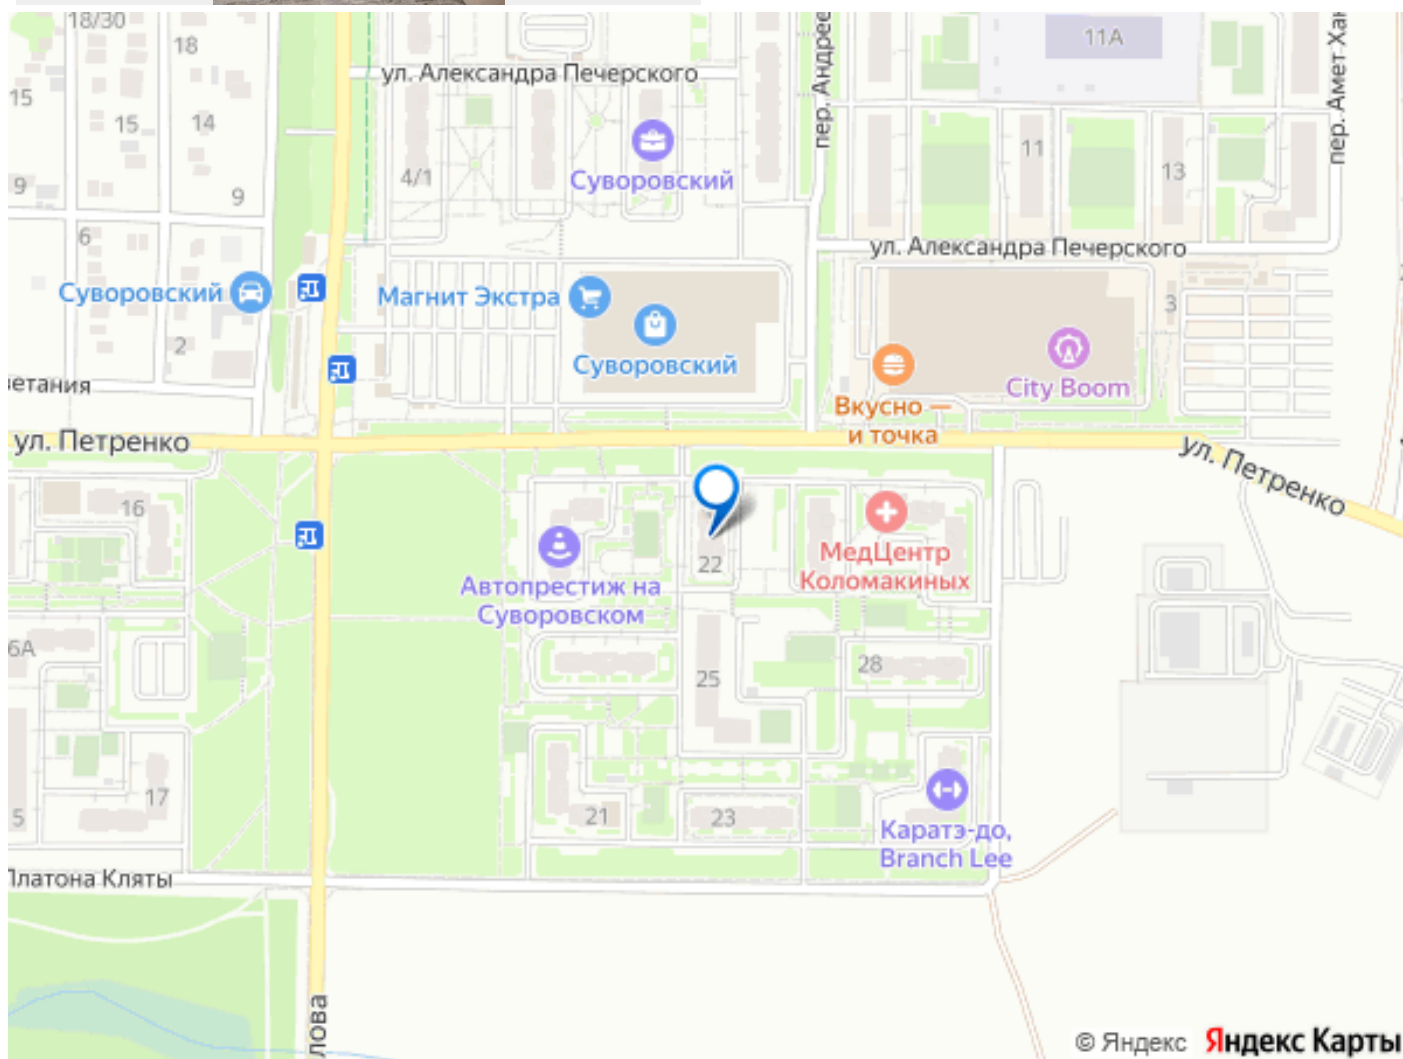 18/30
18
ул. Александра Печерского
пер. Андрее
11А
пер. Амет Хан
15
15
14
4/1
Суворовский
11
13
9
9
6
ул. Александра Печерского
Суворовский
Магнит Экстра
3
2
Суворовский
City Boom
ветания
Вкусно —
и точка
ул. Петренко
ул. Петренко
16
22
МедЦентр
Коломакиных
Автопрестиж на
Суворовском
6А
25
28
17
5
21
23
Каратэ-до,
Branch Lee
Платона Кляты
лова
© Яндекс Яндекс Карты